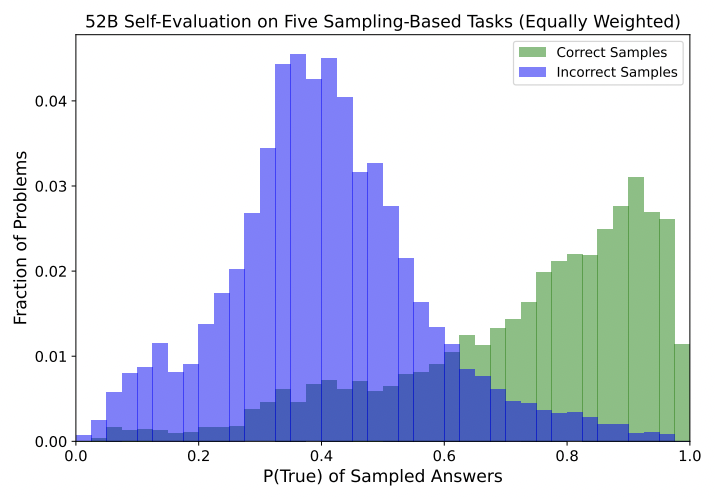 52B Self-Evaluation on Five Sampling-Based Tasks (Equally Weighted)
Correct Samples
Incorrect Samples
Fraction of Problems
0.04
0.03
0.02
0.01
0.00
0.0 0.2 0.4 0.6 0.8 1.0
P(True) of Sampled Answers